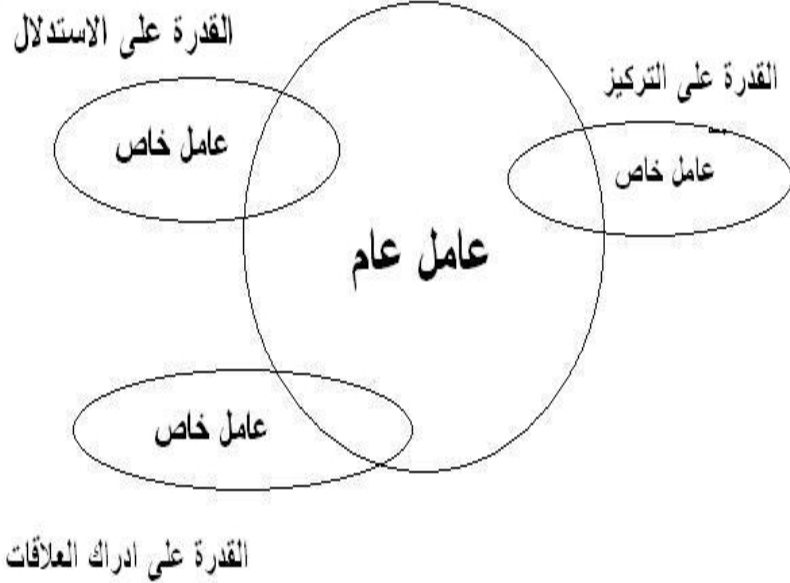 القدرة على الاستدلال
القدرة على التركيز
عامل خاص
عامل خاص
عامل عام
عامل خاص
القدرة على ادراك العلاقات